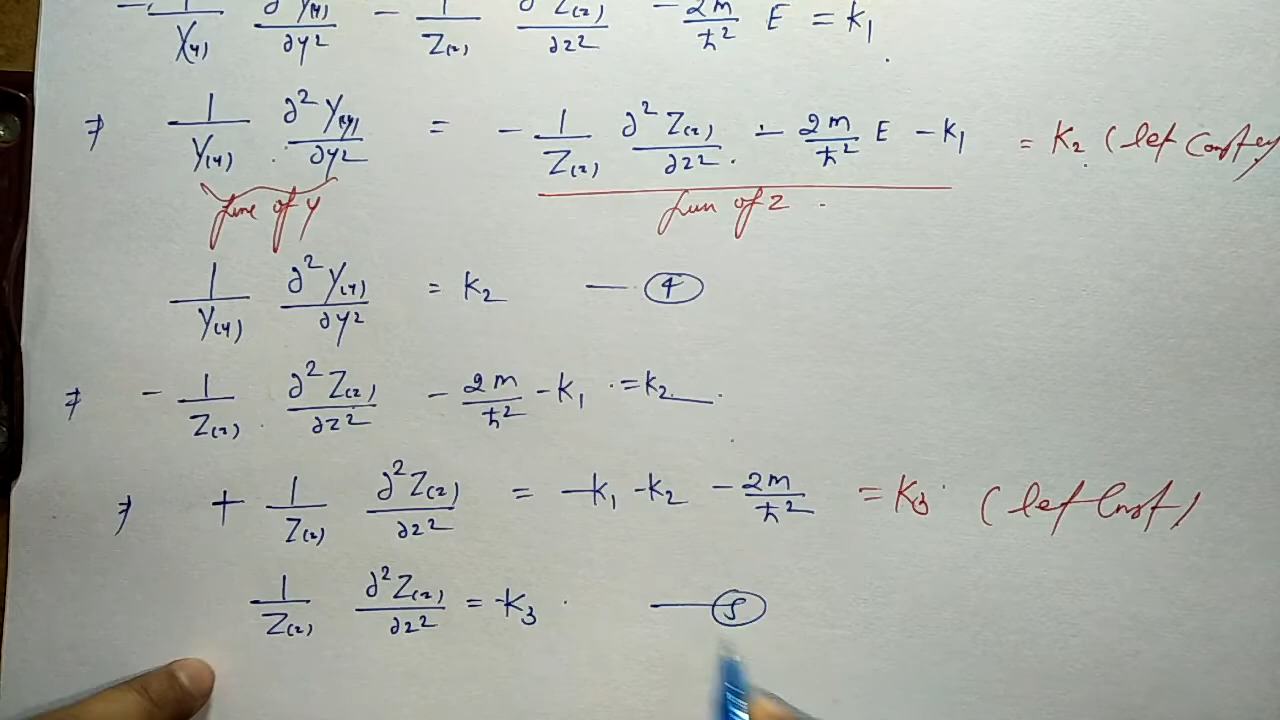 - 1/X(y) ∂²Y(y)/∂y² - 1/Z(z) ∂²Z(z)/∂z² - 2m/ħ² E = k₁
⇒ 1/Y(y) ∂²Y(y)/∂y² = - 1/Z(z) ∂²Z(z)/∂z² - 2m/ħ² E - k₁ = K₂ (let
func of y fun of z
1/Y(y) ∂²Y(y)/∂y² = k₂ — ④
⇒ - 1/Z(z) ∂²Z(z)/∂z² - 2m/ħ² - k₁ = k₂
⇒ + 1/Z(z) ∂²Z(z)/∂z² = -k₁ - k₂ - 2m/ħ² = K₃ (let Const)
1/Z(z) ∂²Z(z)/∂z² = k₃ — ⑤